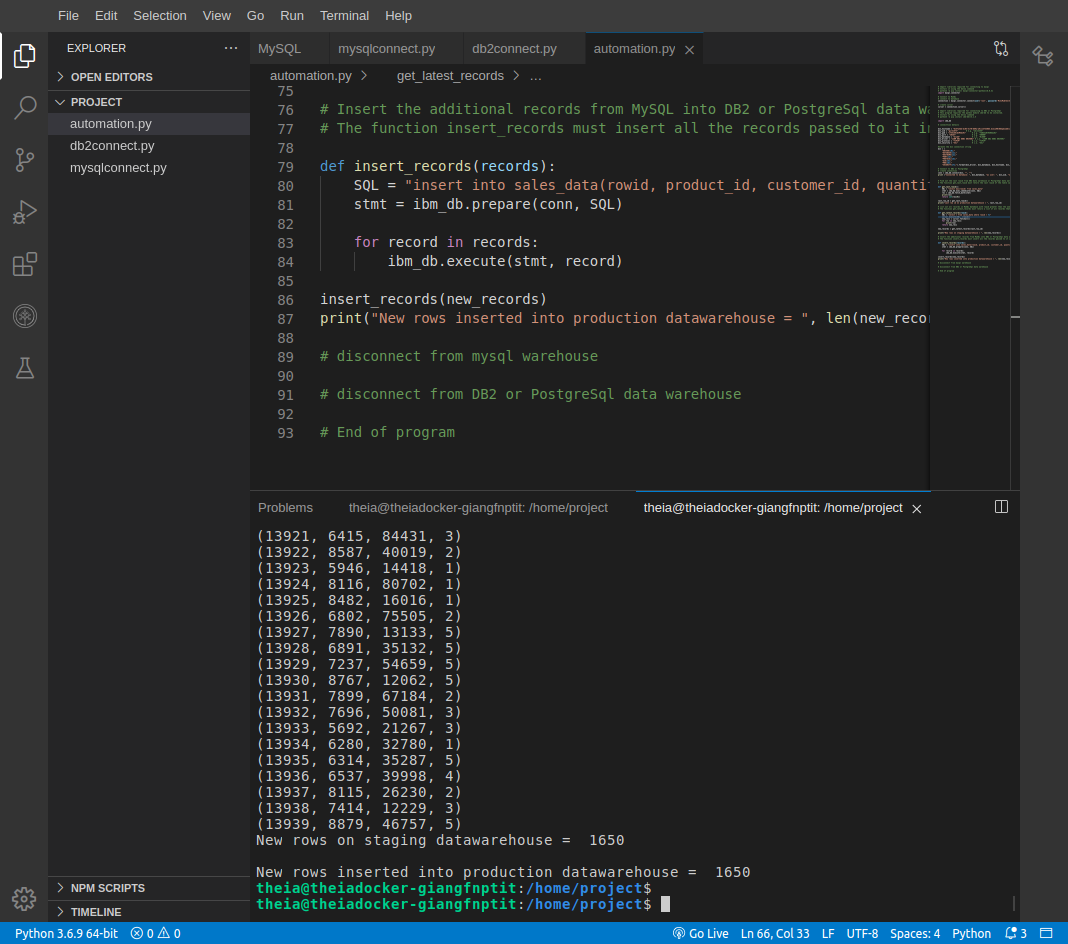 File Edit Selection View Go Run Terminal Help
EXPLORER
OPEN EDITORS
PROJECT
automation.py
db2connect.py
mysqlconnect.py
NPM SCRIPTS
TIMELINE
MySQL mysqlconnect.py db2connect.py automation.py
automation.py > get_latest_records > …
75
76 # Insert the additional records from MySQL into DB2 or PostgreSql data
77 # The function insert_records must insert all the records passed to it
78
79 def insert_records(records):
80 SQL = "insert into sales_data(rowid, product_id, customer_id,
81 stmt = ibm_db.prepare(conn, SQL)
82
83 for record in records:
84 ibm_db.execute(stmt, record)
85
86 insert_records(new_records)
87 print("New rows inserted into production datawarehouse = ",
88
89 # disconnect from mysql warehouse
90
91 # disconnect from DB2 or PostgreSql data warehouse
92
93 # End of program
Problems theia@theiadocker-giangfnptit: /home/project theia@theiadocker-giangfnptit: /home/project
(13921, 6415, 84431, 3)
(13922, 8587, 40019, 2)
(13923, 5946, 14418, 1)
(13924, 8116, 80702, 1)
(13925, 8482, 16016, 1)
(13926, 6802, 75505, 2)
(13927, 7890, 13133, 5)
(13928, 6891, 35132, 5)
(13929, 7237, 54659, 5)
(13930, 8767, 12062, 5)
(13931, 7899, 67184, 2)
(13932, 7696, 50081, 3)
(13933, 5692, 21267, 3)
(13934, 6280, 32780, 1)
(13935, 6314, 35287, 5)
(13936, 6537, 39998, 4)
(13937, 8115, 26230, 2)
(13938, 7414, 12229, 3)
(13939, 8879, 46757, 5)
New rows on staging datawarehouse =  1650
New rows inserted into production datawarehouse =  1650
theia@theiadocker-giangfnptit:/home/project$
theia@theiadocker-giangfnptit:/home/project$
Python 3.6.9 64-bit 0 0 Go Live Ln 66, Col 33 LF UTF-8 Spaces: 4 Python 3